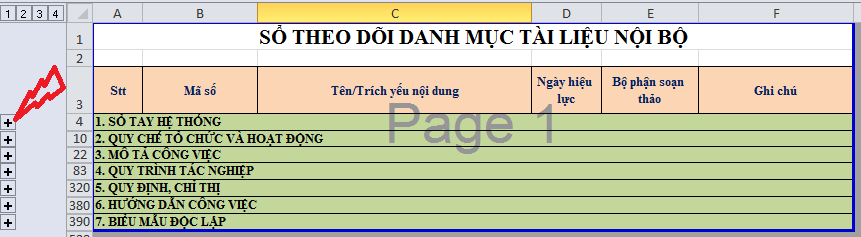 1 2 3 4
A B C D E F
1 SỔ THEO DÕI DANH MỤC TÀI LIỆU NỘI BỘ
2
3 Stt Mã số Tên/Trích yếu nội dung Ngày hiệu lực Bộ phận soạn thảo Ghi chú
Page 1
4 1. SỔ TAY HỆ THỐNG
10 2. QUY CHẾ TỔ CHỨC VÀ HOẠT ĐỘNG
22 3. MÔ TẢ CÔNG VIỆC
83 4. QUY TRÌNH TÁC NGHIỆP
320 5. QUY ĐỊNH, CHỈ THỊ
380 6. HƯỚNG DẪN CÔNG VIỆC
390 7. BIỂU MẪU ĐỘC LẬP